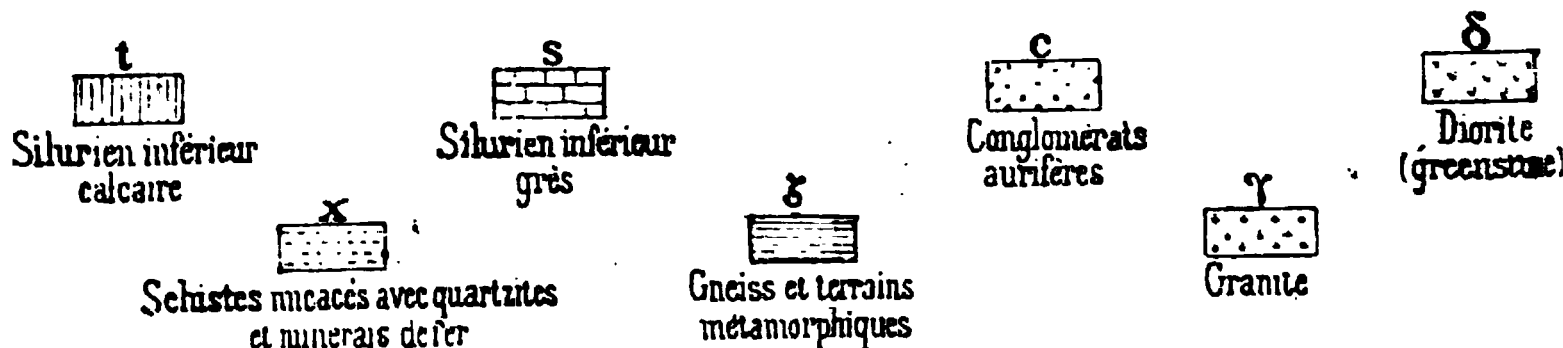 t
Silurien inférieur
calcaire
S
Silurien inférieur
grès
C
Conglomérats
aurifères
δ
Diorite
(greenstone)
X
Schistes micacés avec quartzites
et minerais de fer
ζ
Gneiss et terrains
métamorphiques
γ
Granite